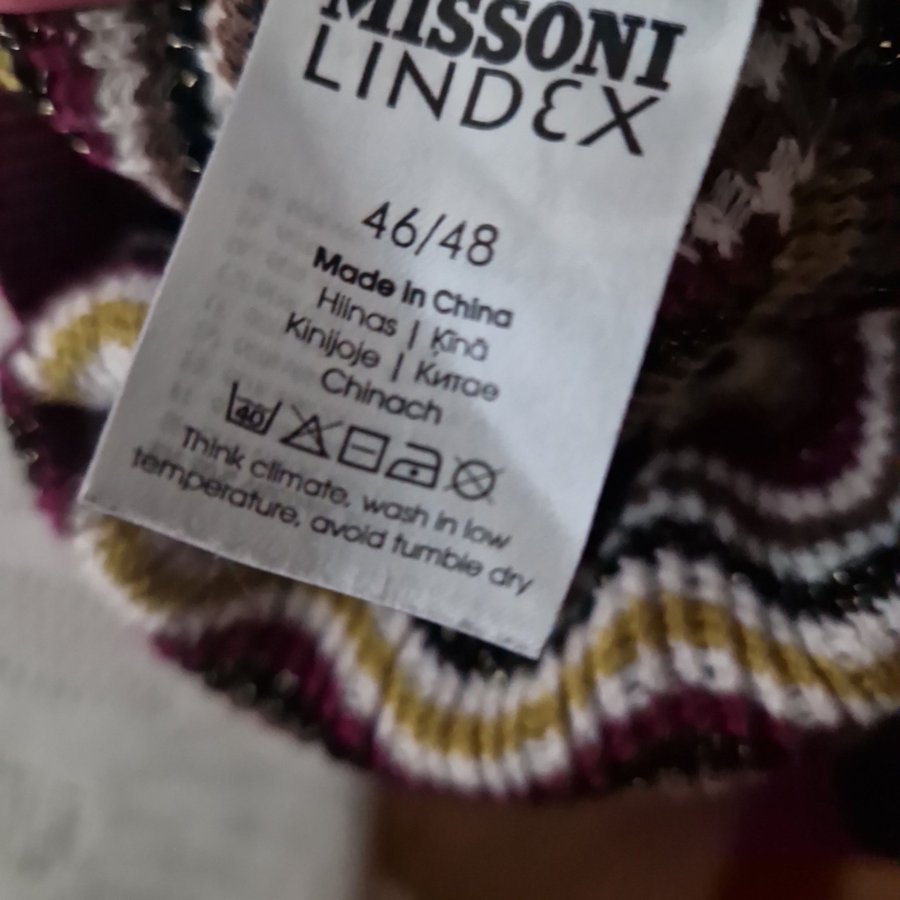 MISSONI
LINDEX
46/48
Made in China
Hiinas | Ķīnā
Kinijoje | Китае
Chinach
40
Think climate, wash in low
temperature, avoid tumble dry